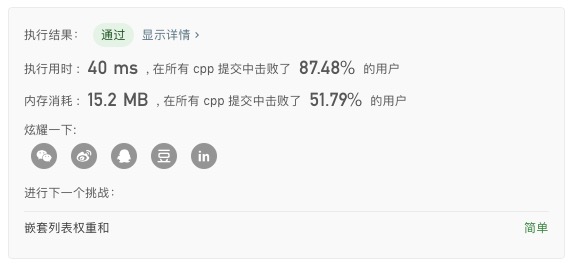 执行结果： 通过 显示详情 ›
执行用时： 40 ms , 在所有 cpp 提交中击败了 87.48% 的用户
内存消耗： 15.2 MB , 在所有 cpp 提交中击败了 51.79% 的用户
炫耀一下:
豆 in
进行下一个挑战：
嵌套列表权重和 简单